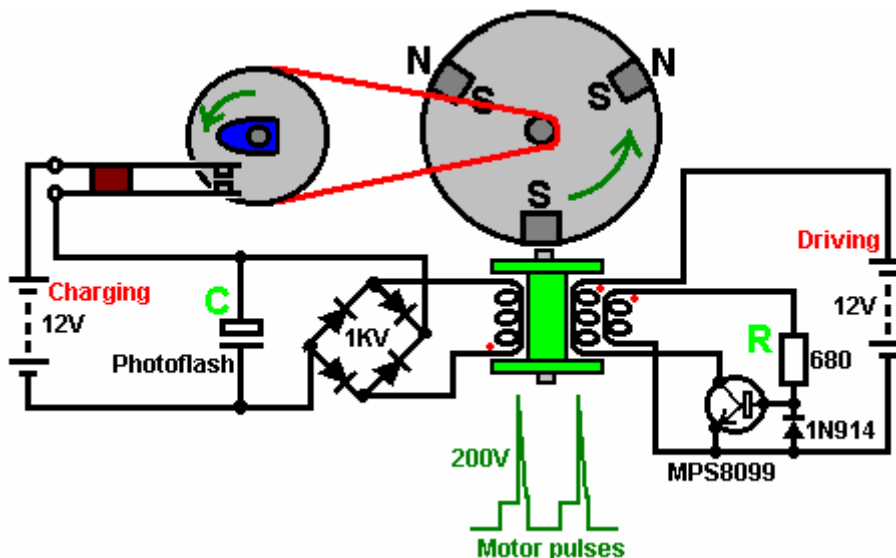 N
N
S
S
S
Driving
Charging
12V
C
Photoflash
1KV
12V
R
680
1N914
MPS8099
200V
Motor pulses